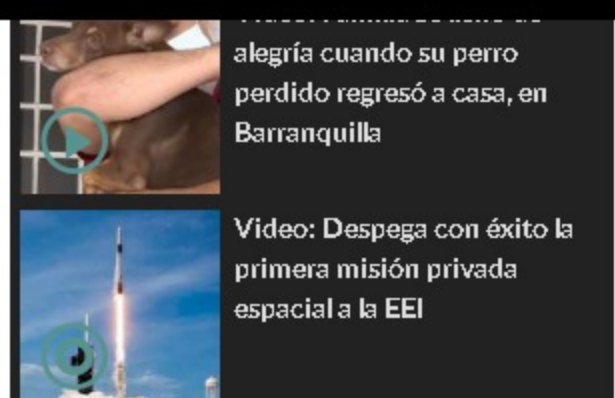 alegría cuando su perro
perdido regresó a casa, en
Barranquilla
Video: Despega con éxito la
primera misión privada
espacial a la EEI